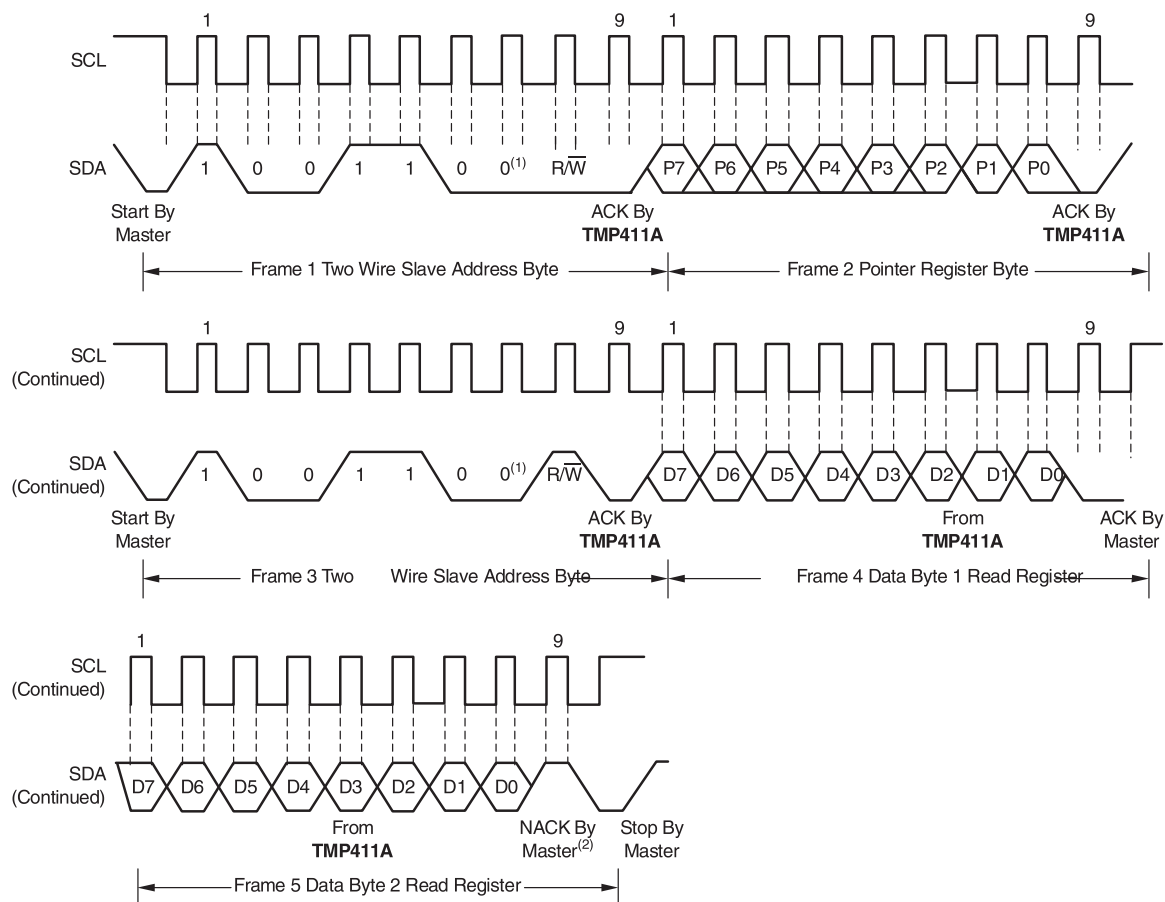 1 9 1 9
SCL
SDA 1 0 0 1 1 0 0(1) R/W̅ P7 P6 P5 P4 P3 P2 P1 P0
Start By ACK By ACK By
Master TMP411A TMP411A
Frame 1 Two Wire Slave Address Byte Frame 2 Pointer Register Byte
1 9 1 9
SCL
(Continued)
SDA 1 0 0 1 1 0 0(1) R/W̅ D7 D6 D5 D4 D3 D2 D1 D0
(Continued)
Start By ACK By From ACK By
Master TMP411A TMP411A Master
Frame 3 Two Wire Slave Address Byte Frame 4 Data Byte 1 Read Register
1 9
SCL
(Continued)
SDA D7 D6 D5 D4 D3 D2 D1 D0
(Continued)
From NACK By Stop By
TMP411A Master(2) Master
Frame 5 Data Byte 2 Read Register